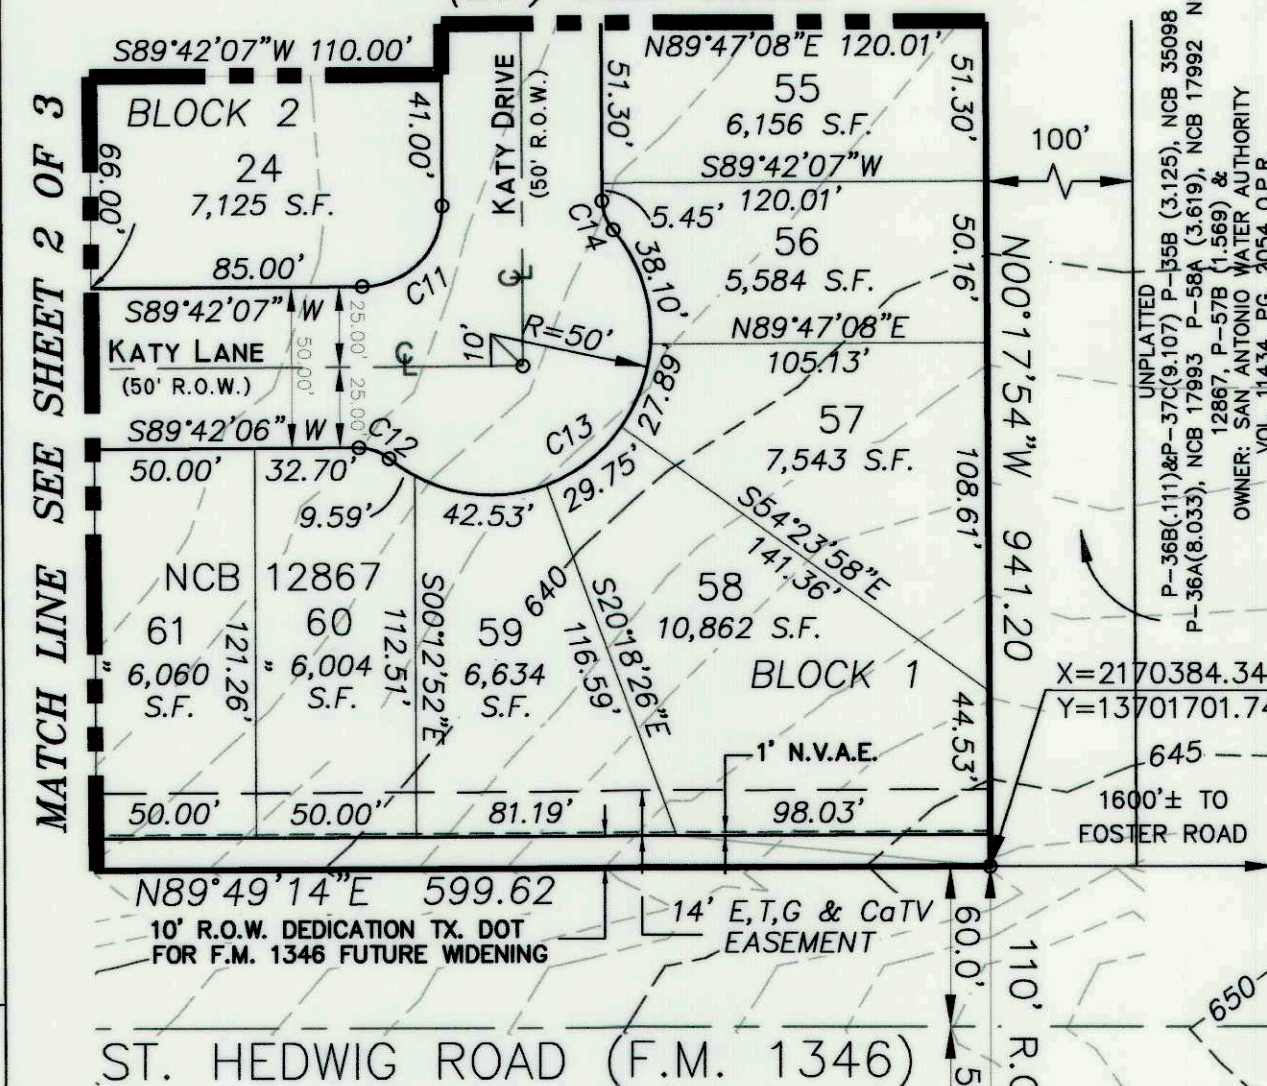 S89°42'07"W 110.00'
N89°47'08"E 120.01'
MATCH LINE SEE SHEET 2 OF 3
BLOCK 2
24
7,125 S.F.
66.00'
41.00'
85.00'
C11
KATY DRIVE
(50' R.O.W.)
51.30'
51.30'
55
6,156 S.F.
S89°42'07"W
120.01'
5.45'
C14
38.10'
56
5,584 S.F.
50.16'
N89°47'08"E
105.13'
100'
N00°17'54"W 941.20
UNPLATTED
P-36B(.111)&P-37C(9.107) P-35B (3.125), NCB 35098
P-36A(8.033), NCB 17993 P-58A (3.619), NCB 17992 N
12867, P-57B (1.569) &
OWNER: SAN ANTONIO WATER AUTHORITY
VOL. 11434, PG. 2054 O.P.R.
S89°42'07"W
KATY LANE
(50' R.O.W.)
25.00'
50.00'
25.00'
CL
CL
10'
R=50'
27.89'
57
7,543 S.F.
108.61'
S89°42'06"W
C12
C13
50.00'
32.70'
9.59'
42.53'
29.75'
S54°23'58"E
141.36'
NCB 12867
61
" 6,060
S.F.
121.26'
60
" 6,004
S.F.
112.51'
S00°12'52"E
59
6,634
S.F.
640
S20°18'26"E
116.59'
58
10,862 S.F.
BLOCK 1
44.53'
X=2170384.34
Y=13701701.74
645
1' N.V.A.E.
50.00'
50.00'
81.19'
98.03'
1600'± TO
FOSTER ROAD
N89°49'14"E 599.62
10' R.O.W. DEDICATION TX. DOT
FOR F.M. 1346 FUTURE WIDENING
14' E,T,G & CaTV
EASEMENT
60.0'
110' R.O
650
ST. HEDWIG ROAD (F.M. 1346)
5